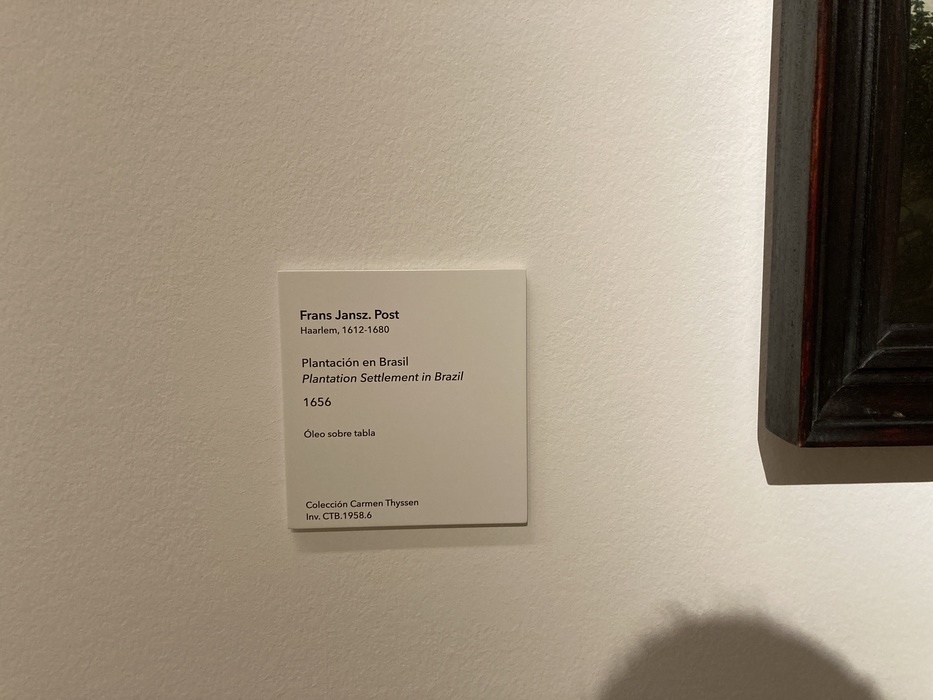 Frans Jansz. Post
Haarlem, 1612-1680
Plantación en Brasil
Plantation Settlement in Brazil
1656
Óleo sobre tabla
Colección Carmen Thyssen
Inv. CTB.1958.6